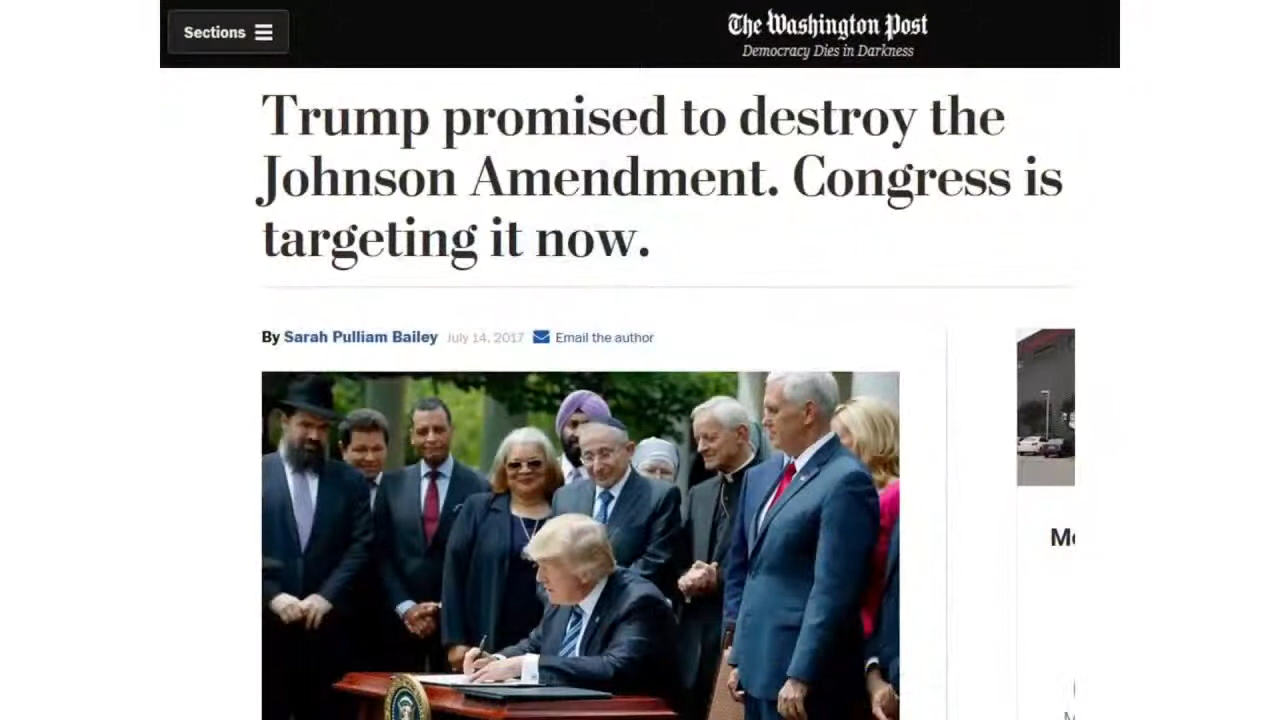 Sections
The Washington Post
Democracy Dies in Darkness
Trump promised to destroy the
Johnson Amendment. Congress is
targeting it now.
By Sarah Pulliam Bailey July 14, 2017 Email the author